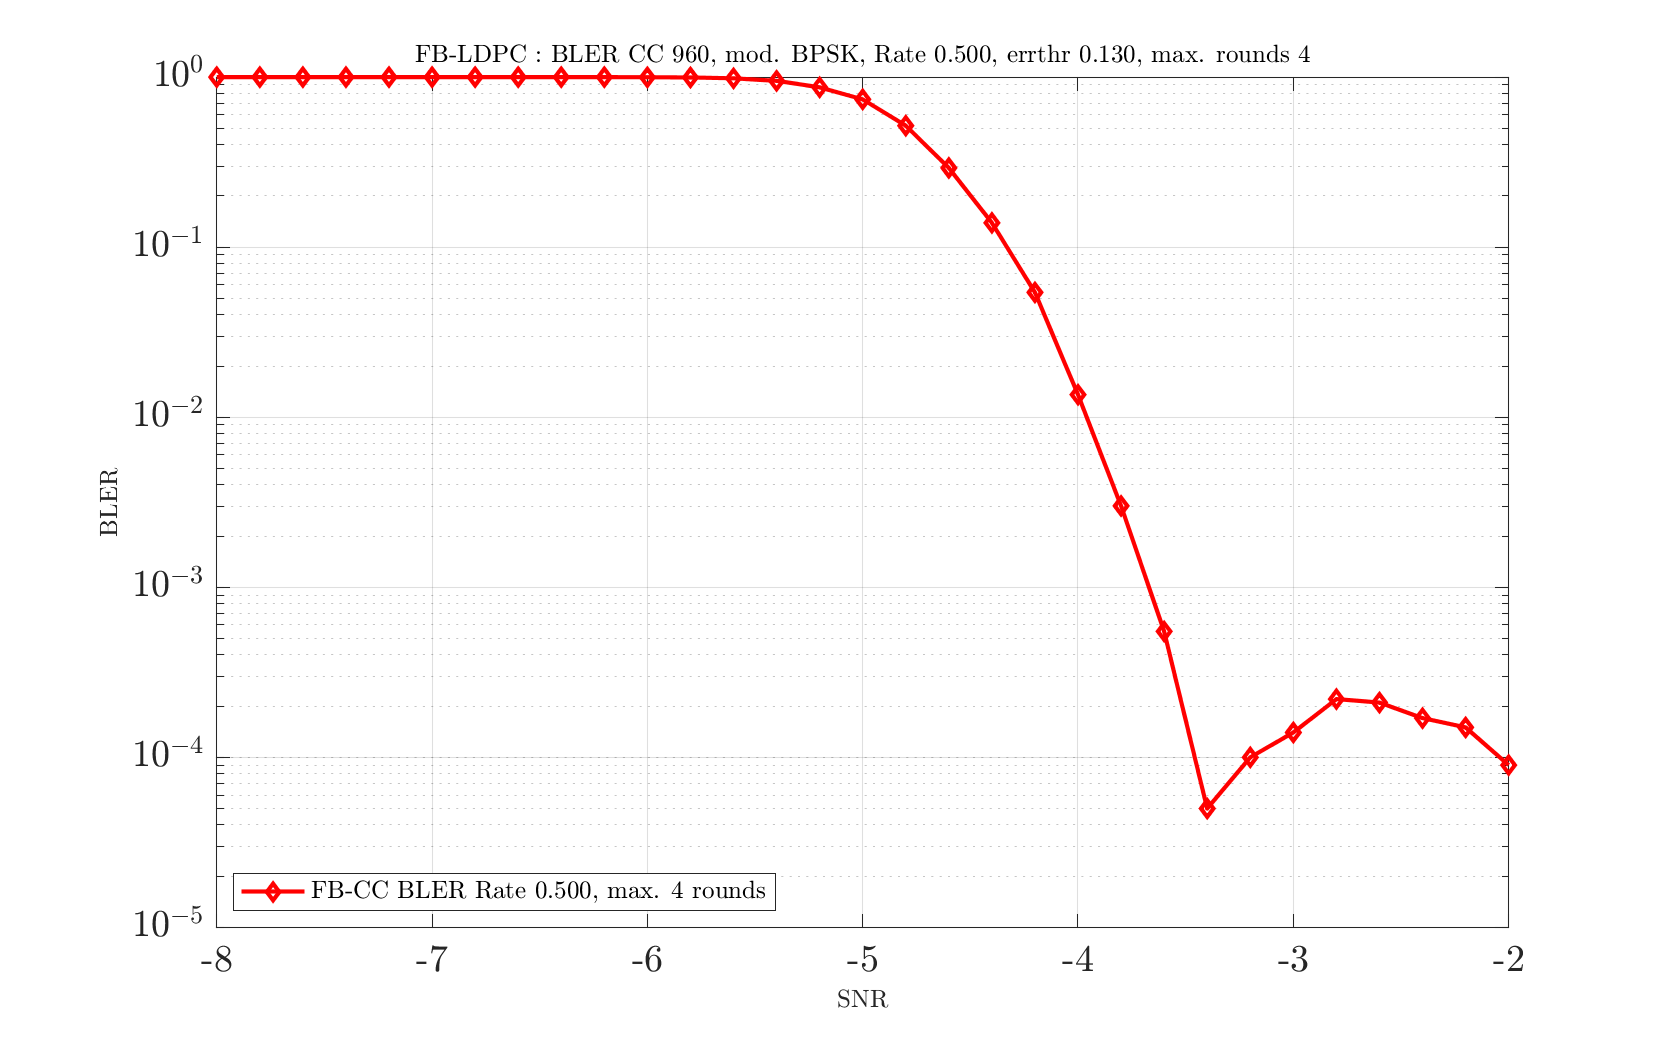 FB-LDPC : BLER CC 960, mod. BPSK, Rate 0.500, errthr 0.130, max. rounds 4
10^0
10^-1
10^-2
10^-3
10^-4
10^-5
BLER
FB-CC BLER Rate 0.500, max. 4 rounds
-8 -7 -6 -5 -4 -3 -2
SNR